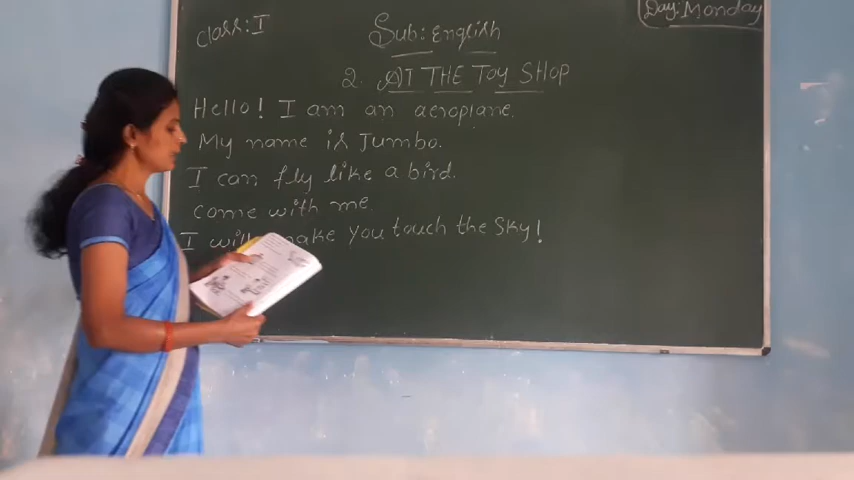 Class: I
Sub: English
Day: Monday
2. AT THE TOY SHOP
Hello! I am an aeroplane.
My name is Jumbo.
I can fly like a bird.
come with me.
I will make you touch the Sky!